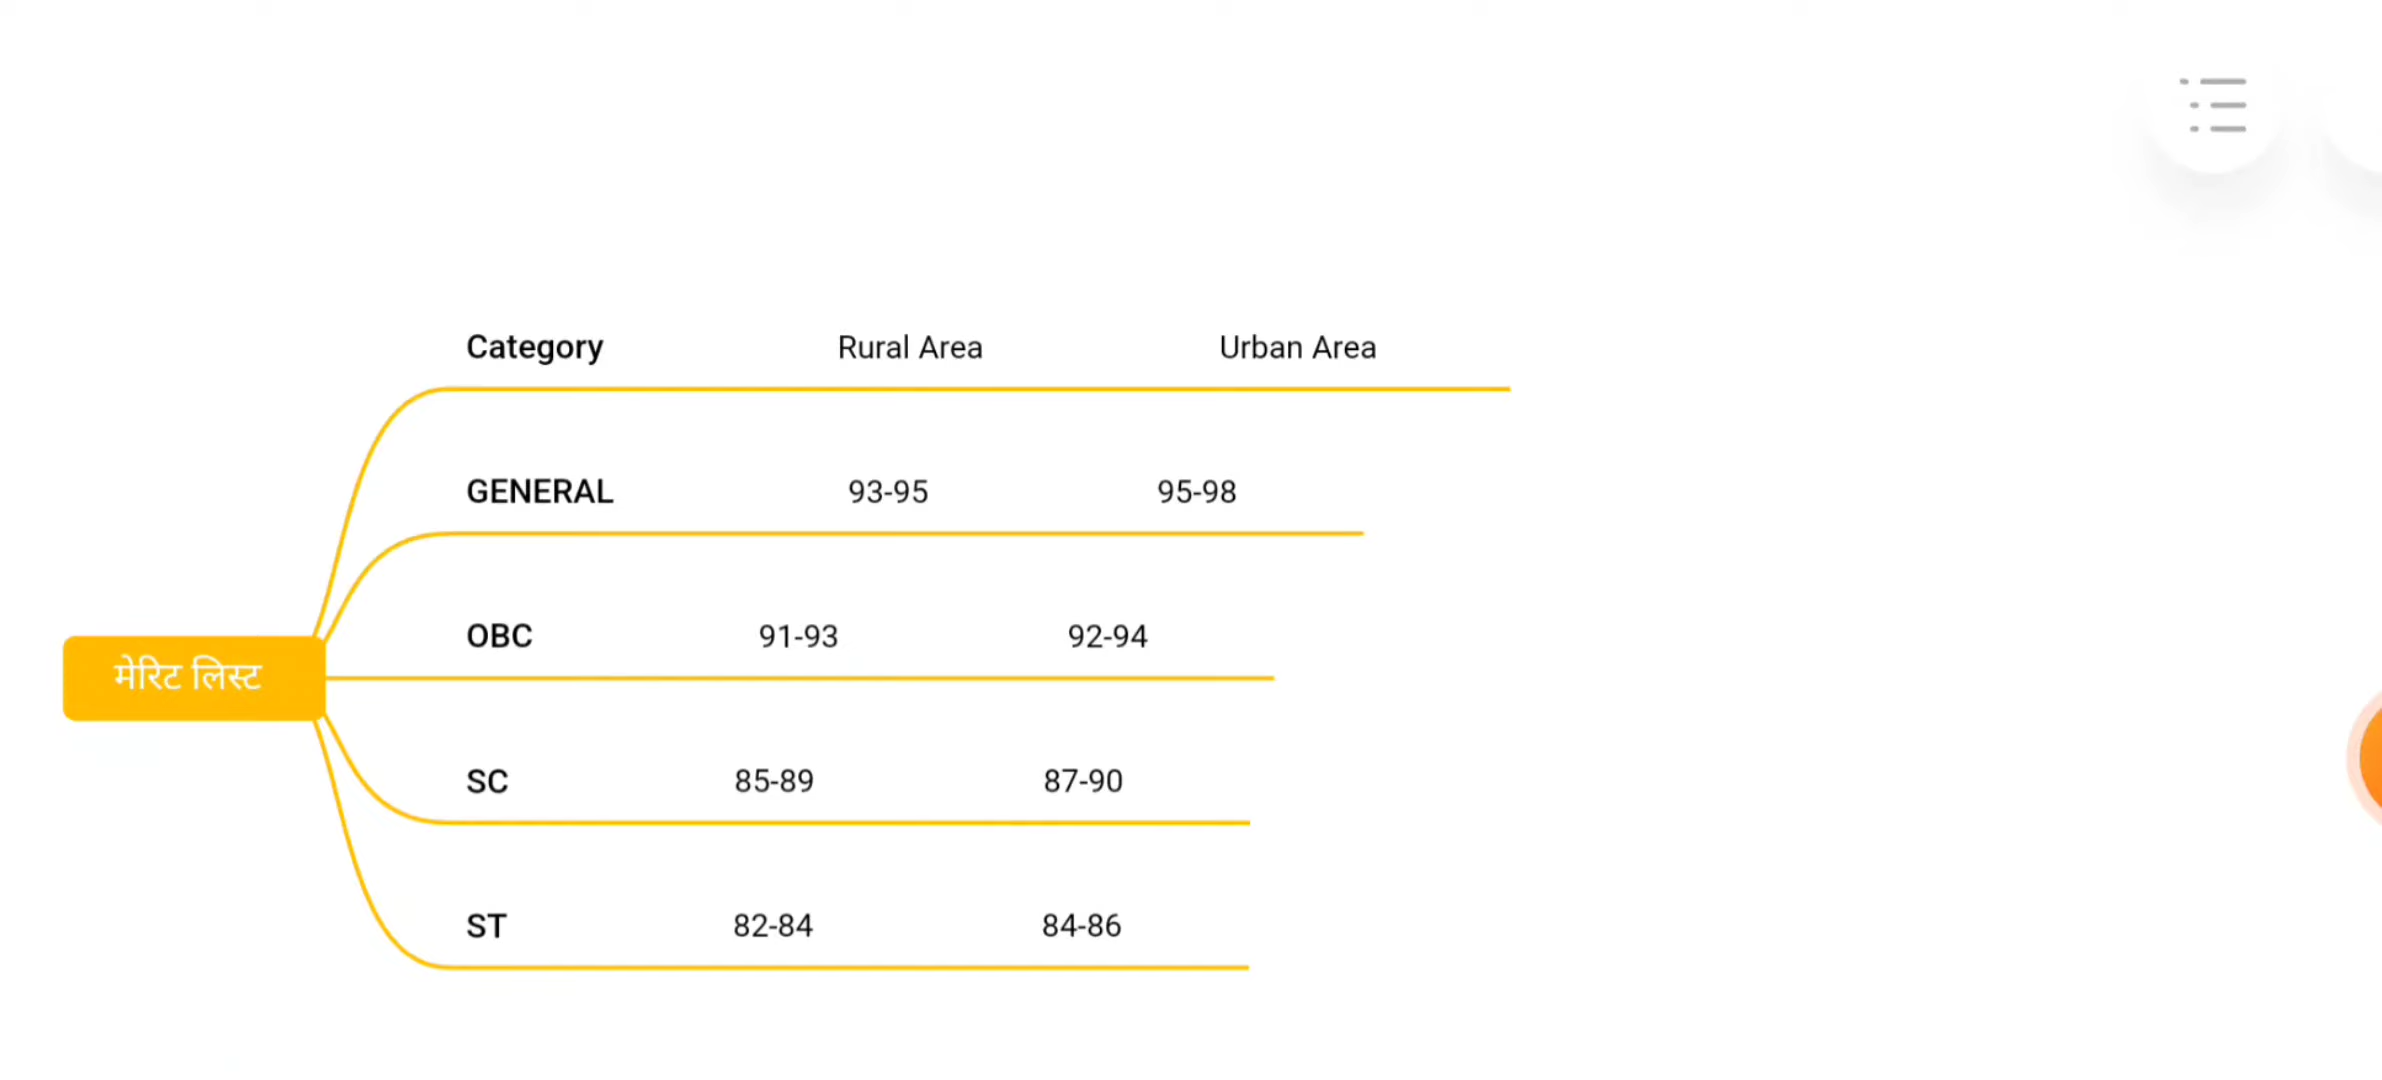 Category Rural Area Urban Area
GENERAL 93-95 95-98
OBC 91-93 92-94
मेरिट लिस्ट
SC 85-89 87-90
ST 82-84 84-86